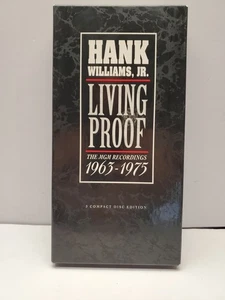 HANK
WILLIAMS, JR.
LIVING
PROOF
THE MGM RECORDINGS
1963-1975
3 COMPACT DISC EDITION